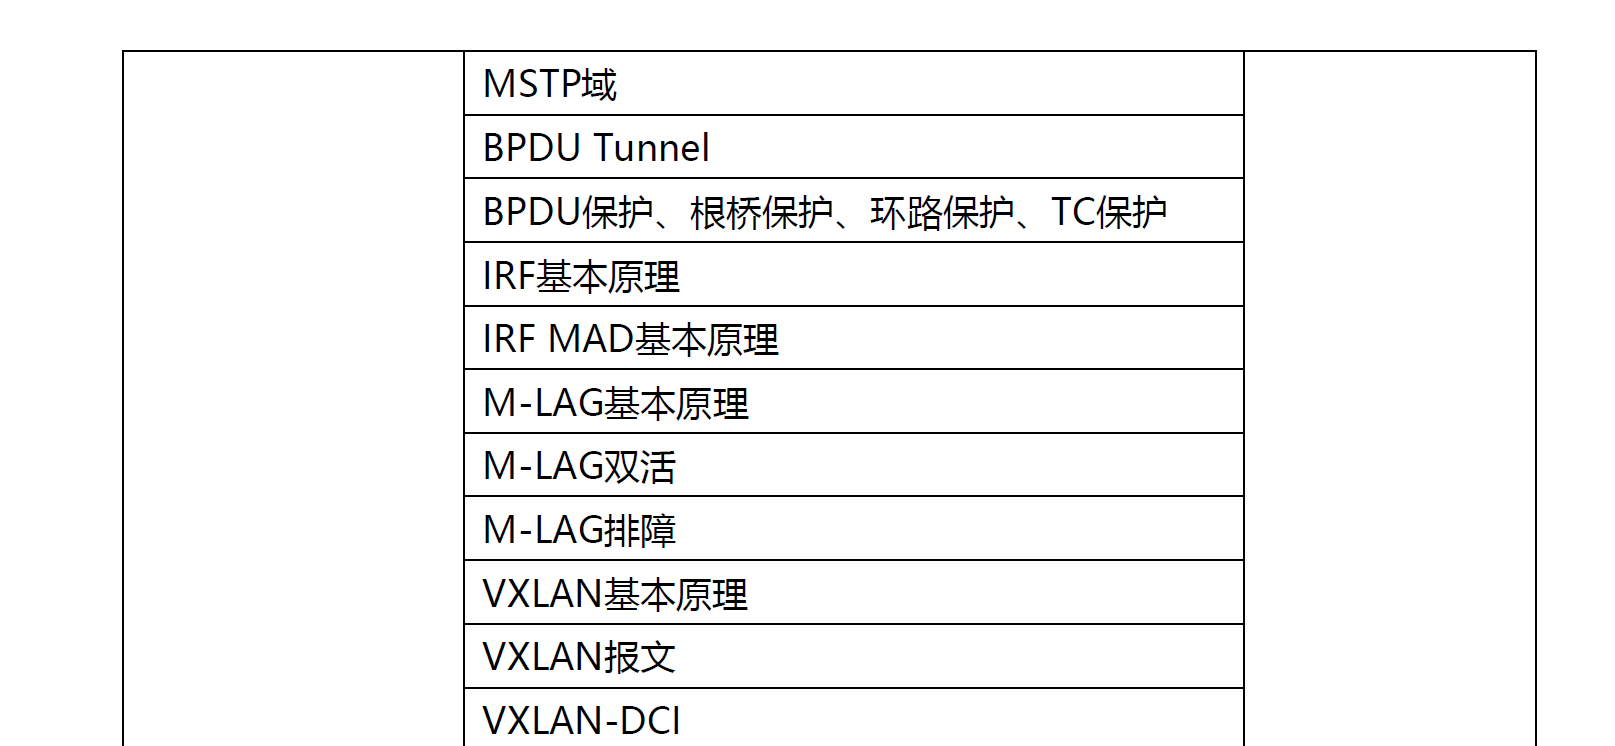 MSTP域
BPDU Tunnel
BPDU保护、根桥保护、环路保护、TC保护
IRF基本原理
IRF MAD基本原理
M-LAG基本原理
M-LAG双活
M-LAG排障
VXLAN基本原理
VXLAN报文
VXLAN-DCI